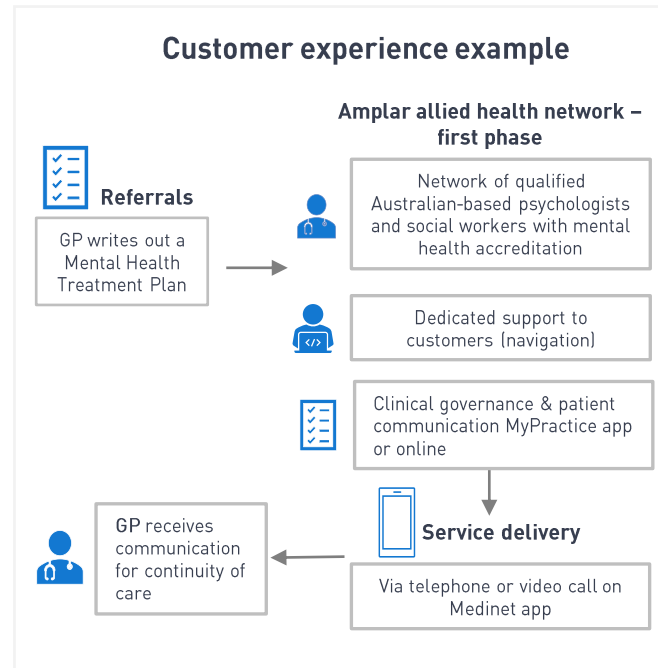 Customer experience example
Amplar allied health network –
first phase
Referrals
GP writes out a
Mental Health
Treatment Plan
Network of qualified
Australian-based psychologists
and social workers with mental
health accreditation
</>
Dedicated support to
customers (navigation)
Clinical governance & patient
communication MyPractice app
or online
Service delivery
Via telephone or video call on
Medinet app
GP receives
communication
for continuity of
care